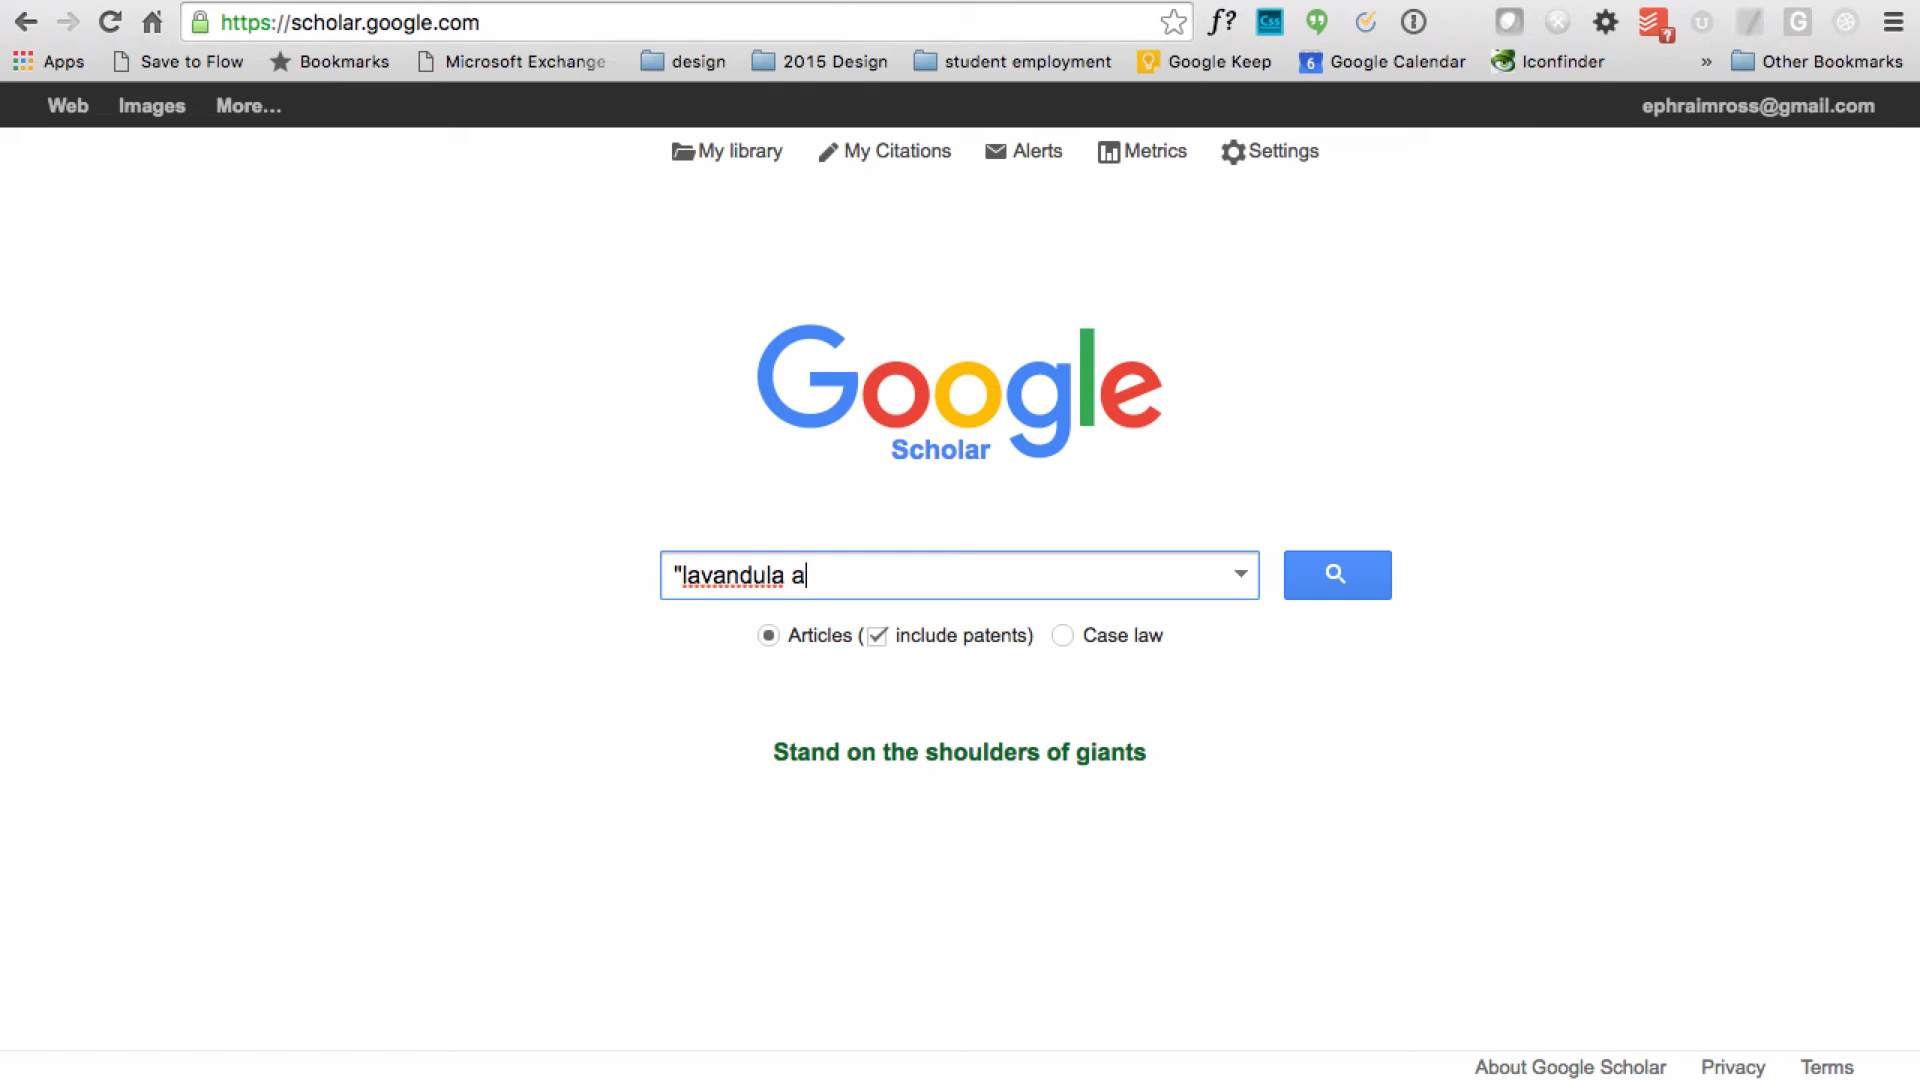 https://scholar.google.com
f?
Css
?
U
G
Apps
Save to Flow
Bookmarks
Microsoft Exchange
design
2015 Design
student employment
Google Keep
6
Google Calendar
Iconfinder
»
Other Bookmarks
Web
Images
More…
ephraimross@gmail.com
My library
My Citations
Alerts
Metrics
Settings
Google
Scholar
"lavandula a
Articles (
include patents)
Case law
Stand on the shoulders of giants
About Google Scholar
Privacy
Terms